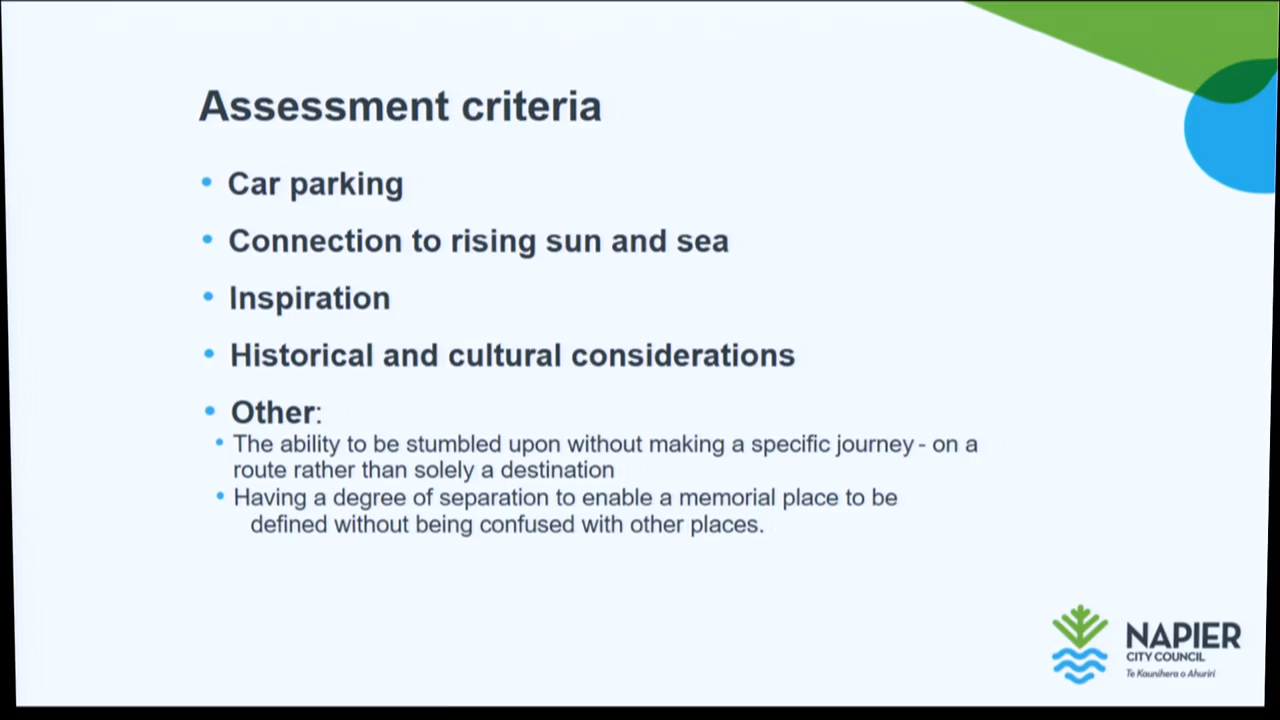 Assessment criteria
• Car parking
• Connection to rising sun and sea
• Inspiration
• Historical and cultural considerations
• Other:
• The ability to be stumbled upon without making a specific journey - on a
route rather than solely a destination
• Having a degree of separation to enable a memorial place to be
defined without being confused with other places.
NAPIER
CITY COUNCIL
Te Kaunihera o Ahuriri